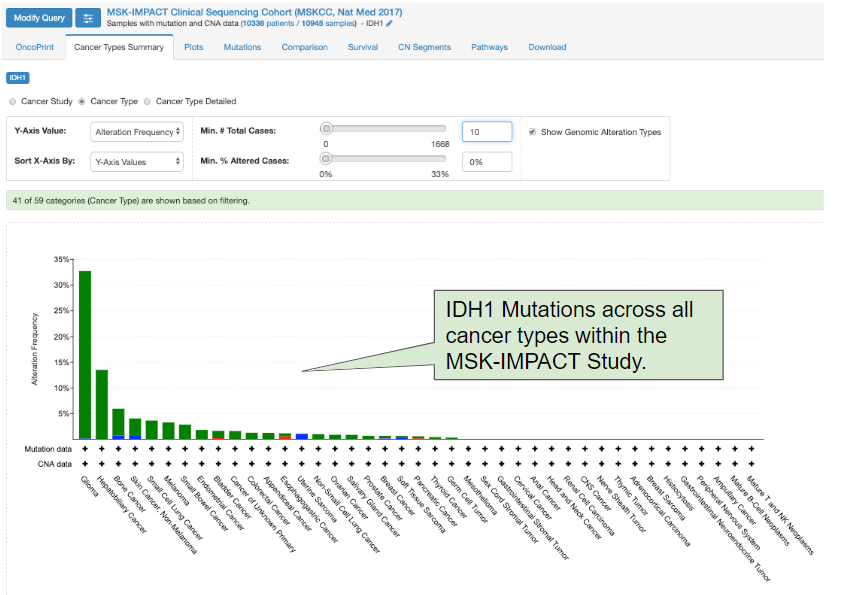 Modify Query
MSK-IMPACT Clinical Sequencing Cohort (MSKCC, Nat Med 2017)
Samples with mutation and CNA data (10336 patients / 10945 samples) - IDH1
OncoPrint Cancer Types Summary Plots Mutations Comparison Survival CN Segments Pathways Download
IDH1
Cancer Study Cancer Type Cancer Type Detailed
Y-Axis Value: Alteration Frequency Min. # Total Cases: 10 Show Genomic Alteration Types
0 1668
Sort X-Axis By: Y-Axis Values Min. % Altered Cases: 0%
0% 33%
41 of 59 categories (Cancer Type) are shown based on filtering.
35%
30%
25%
20%
15%
10%
5%
Alteration Frequency
IDH1 Mutations across all
cancer types within the
MSK-IMPACT Study.
Mutation data
CNA data
Glioma
Hepatobiliary Cancer
Bone Cancer
Skin Cancer, Non-Melanoma
Small Cell Lung Cancer
Melanoma
Small Bowel Cancer
Endometrial Cancer
Bladder Cancer
Cancer of Unknown Primary
Colorectal Cancer
Appendiceal Cancer
Esophagogastric Cancer
Uterine Sarcoma
Non-Small Cell Lung Cancer
Ovarian Cancer
Salivary Gland Cancer
Prostate Cancer
Breast Cancer
Soft Tissue Sarcoma
Pancreatic Cancer
Thyroid Cancer
Germ Cell Tumor
Mesothelioma
Sex Cord Stromal Tumor
Gastrointestinal Stromal Tumor
Cervical Cancer
Anal Cancer
Head and Neck Cancer
Renal Cell Carcinoma
CNS Cancer
Nerve Sheath Tumor
Thymic Tumor
Adrenocortical Carcinoma
Breast Sarcoma
Histiocytosis
Gastrointestinal Neuroendocrine Tumor
Peripheral Nervous System
Ampullary Cancer
Mature B-Cell Neoplasms
Mature T and NK Neoplasms